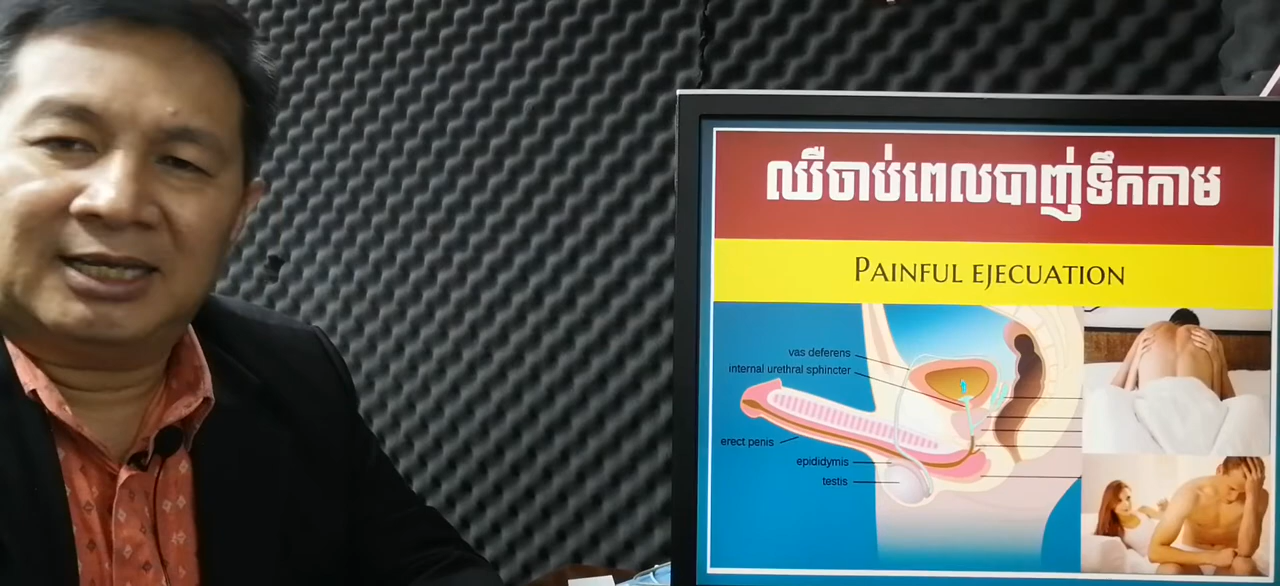 ឈឺចាប់ពេលបាញ់ទឹកកាម
PAINFUL EJECUATION
vas deferens
internal urethral sphincter
erect penis
epididymis
testis